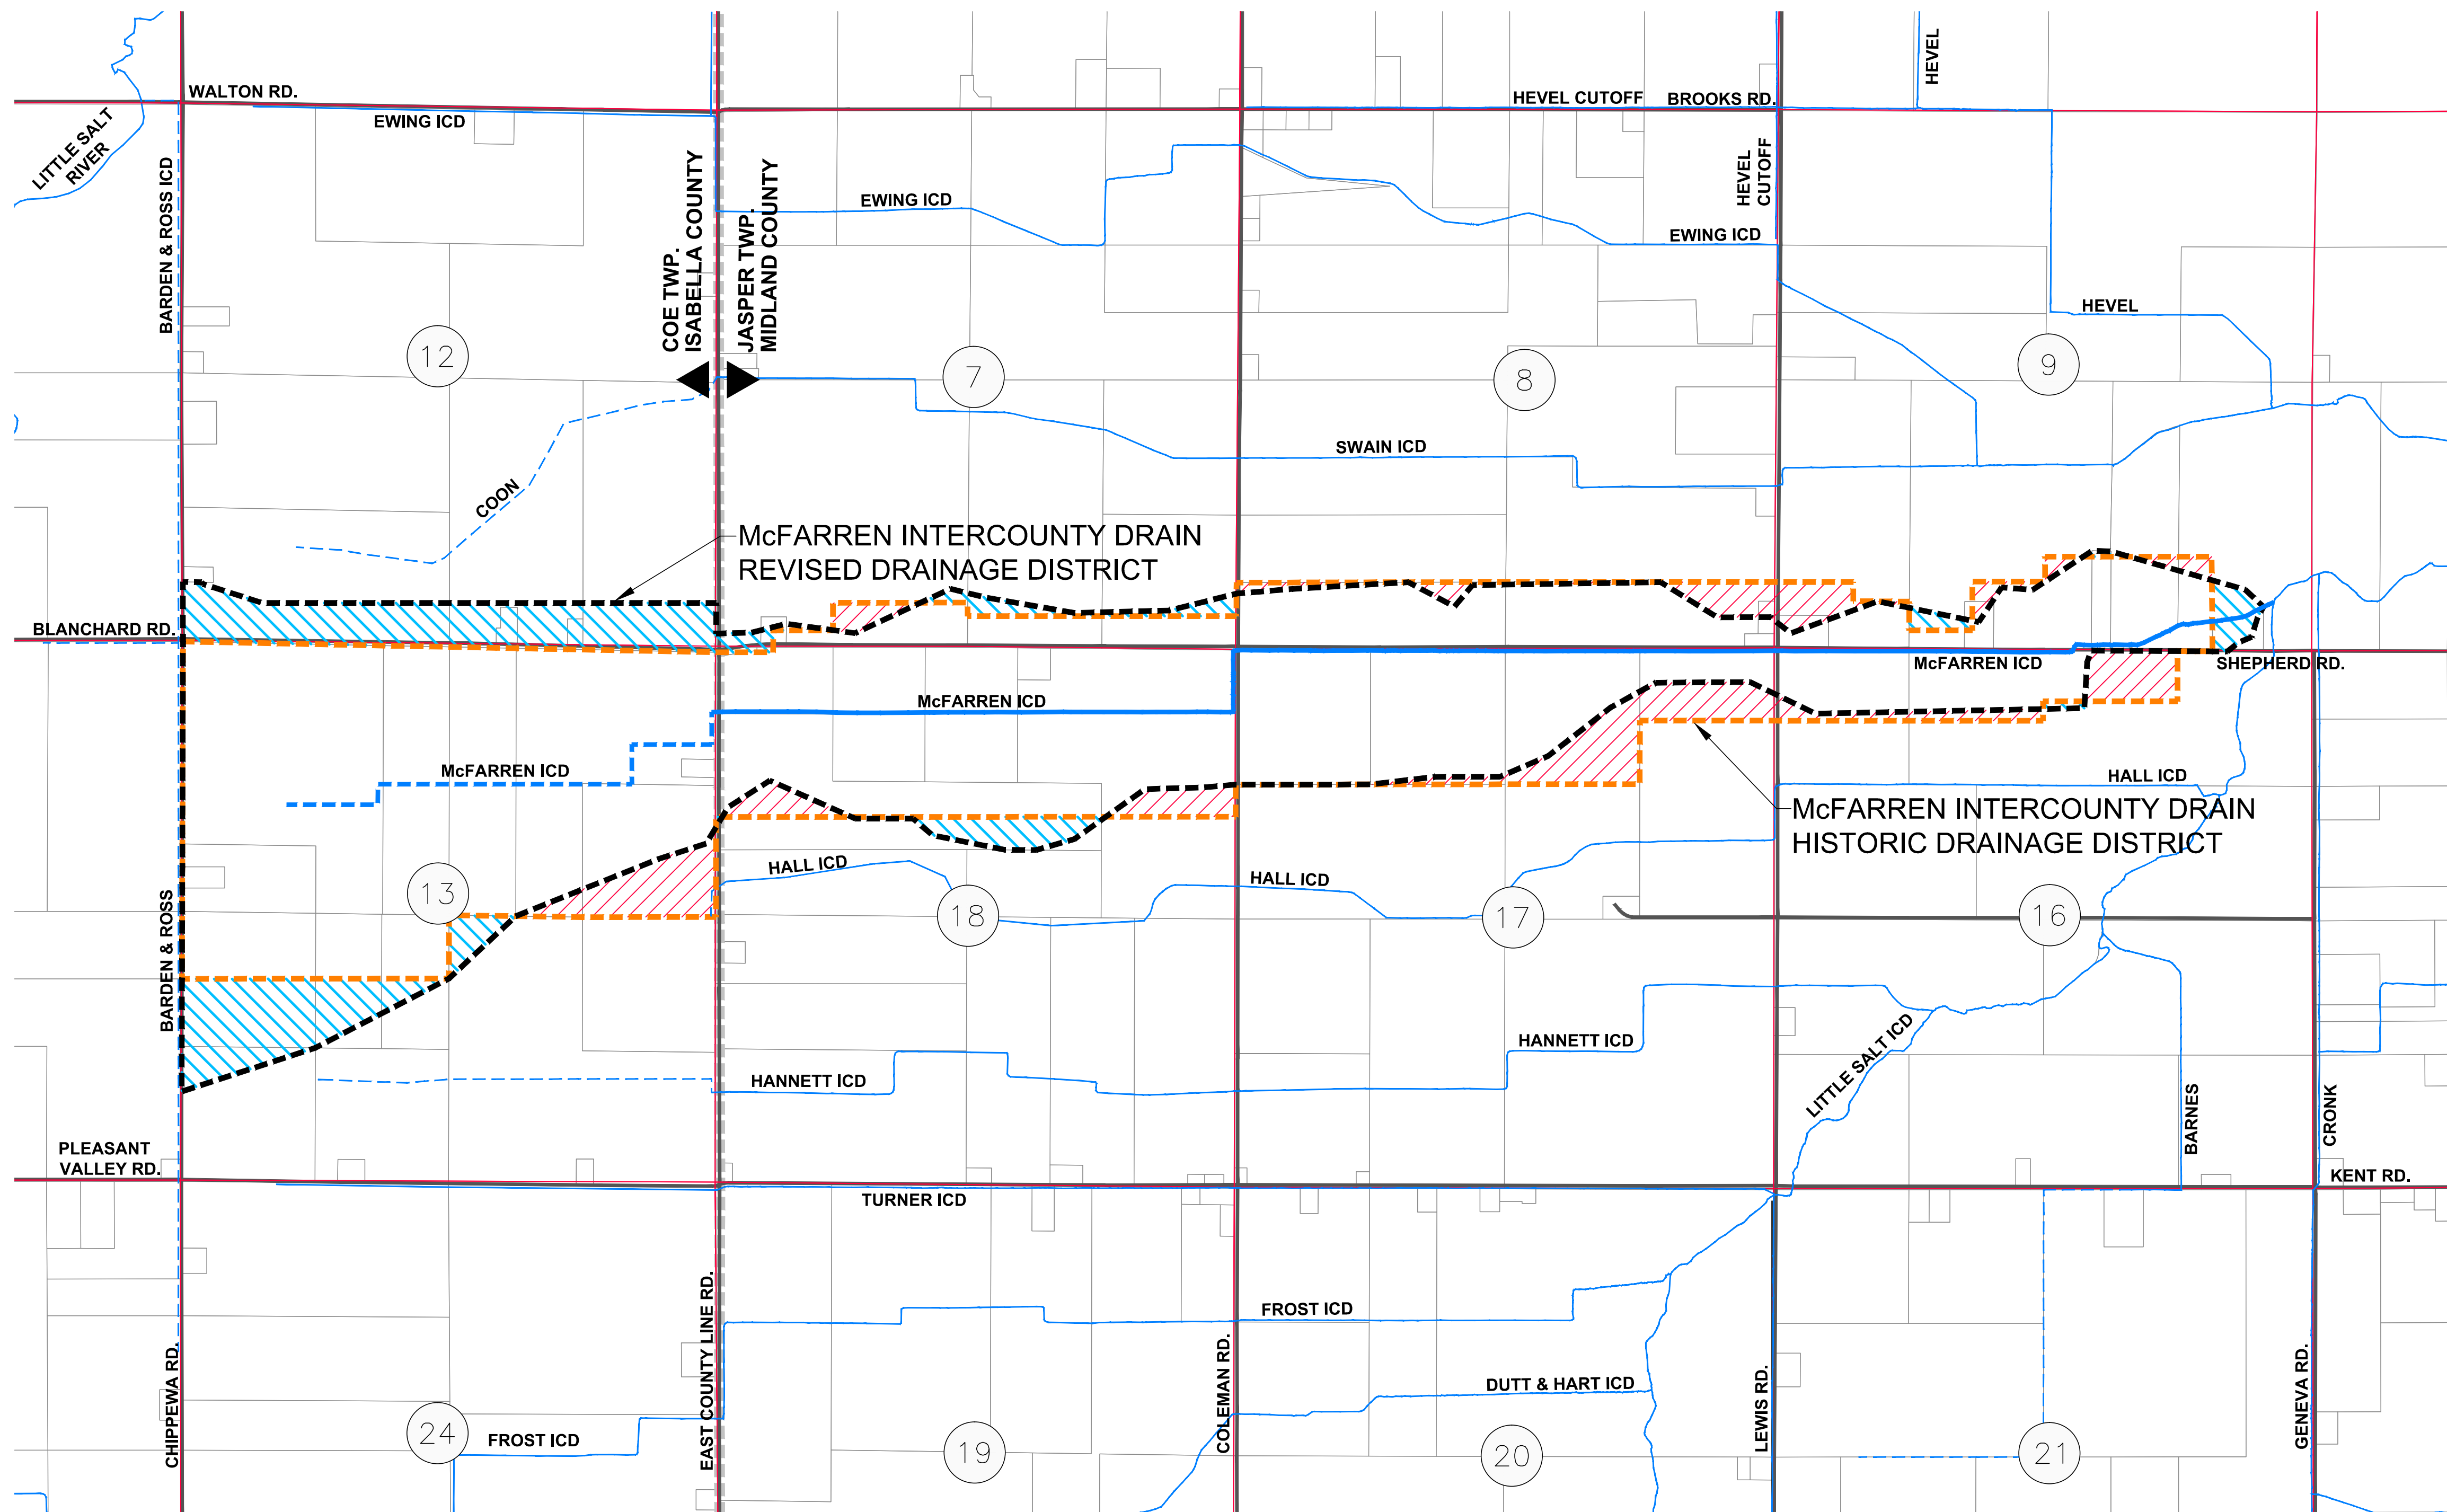 HEVEL
WALTON RD.
HEVEL CUTOFF
BROOKS RD.
EWING ICD
LITTLE SALT
RIVER
BARDEN & ROSS ICD
COE TWP.
ISABELLA COUNTY
JASPER TWP.
MIDLAND COUNTY
HEVEL
CUTOFF
EWING ICD
EWING ICD
HEVEL
12
7
8
9
SWAIN ICD
COON
McFARREN INTERCOUNTY DRAIN
REVISED DRAINAGE DISTRICT
BLANCHARD RD.
McFARREN ICD
SHEPHERD RD.
McFARREN ICD
McFARREN ICD
HALL ICD
McFARREN INTERCOUNTY DRAIN
HISTORIC DRAINAGE DISTRICT
HALL ICD
HALL ICD
13
18
17
16
BARDEN & ROSS
HANNETT ICD
HANNETT ICD
LITTLE SALT ICD
BARNES
CRONK
PLEASANT
VALLEY RD.
KENT RD.
TURNER ICD
FROST ICD
CHIPPEWA RD.
EAST COUNTY LINE RD.
COLEMAN RD.
LEWIS RD.
GENEVA RD.
DUTT & HART ICD
24
FROST ICD
19
20
21